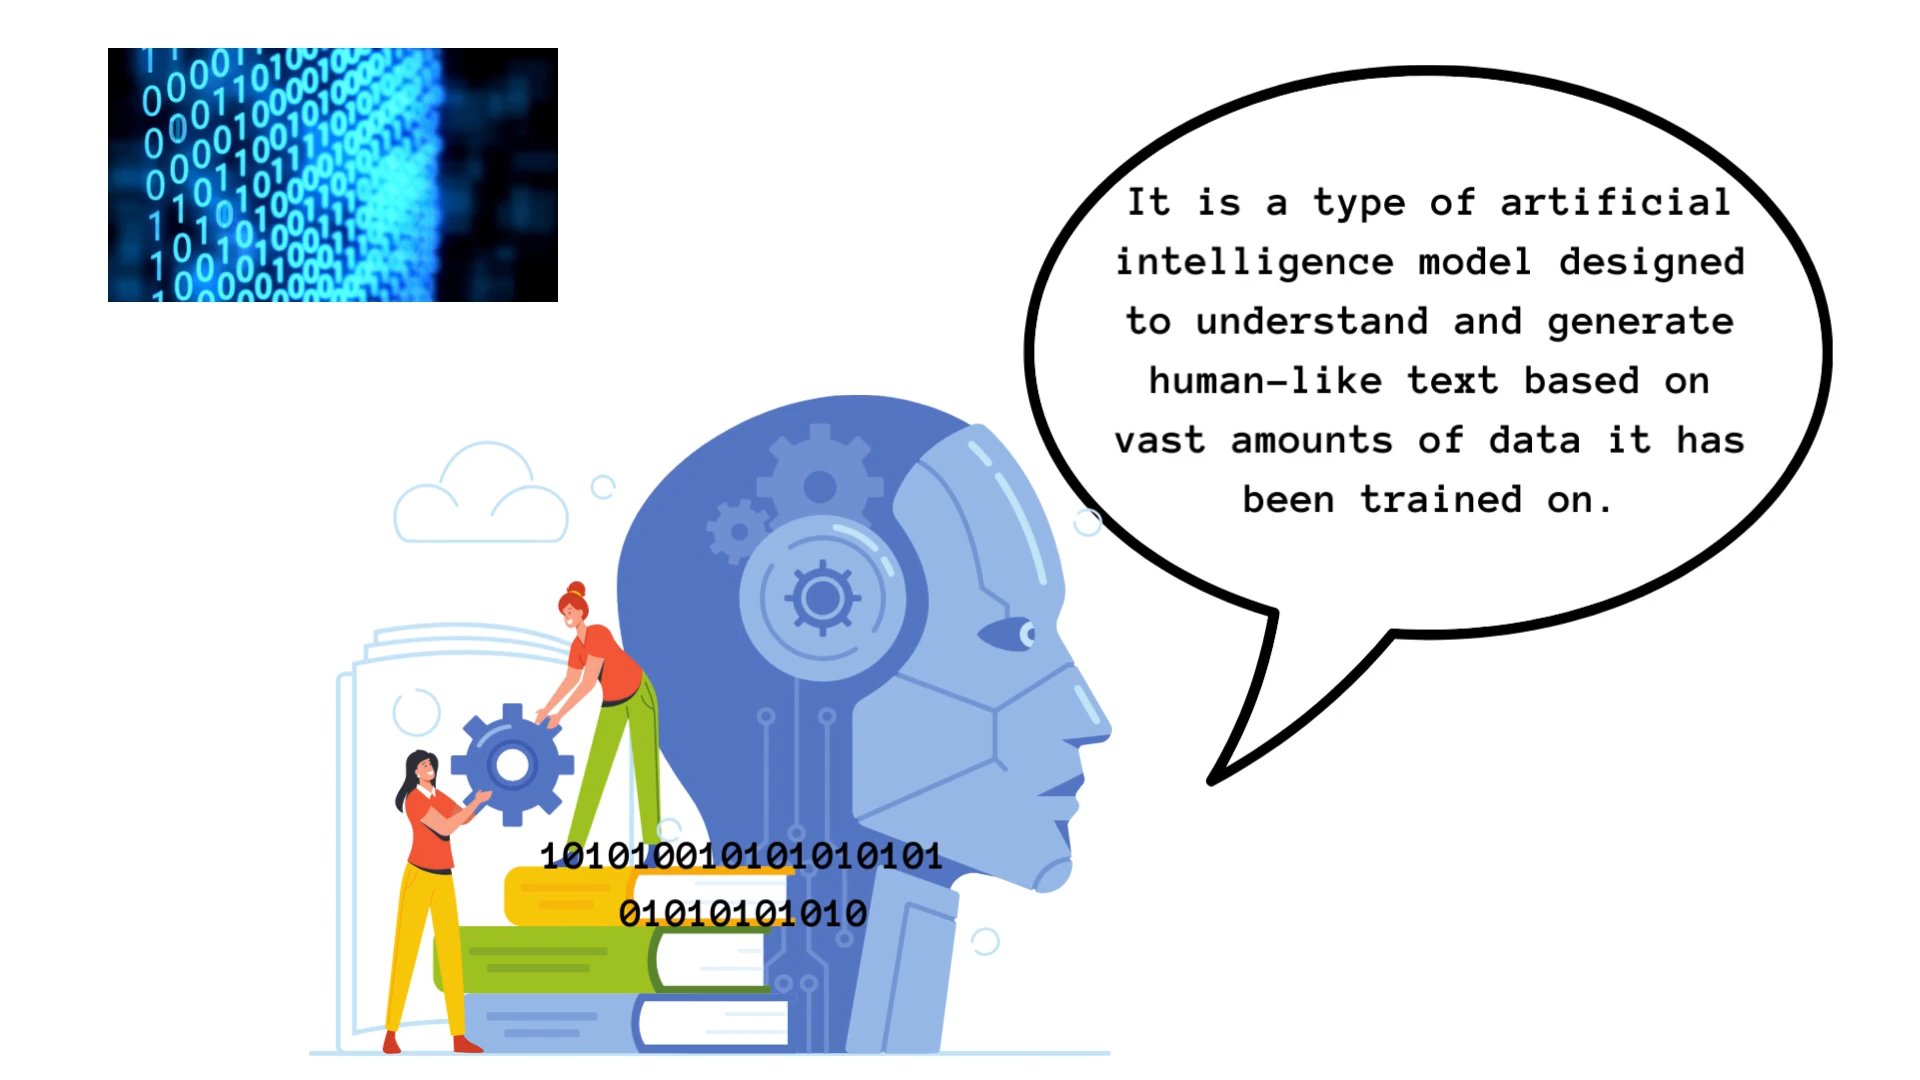 It is a type of artificial
intelligence model designed
to understand and generate
human-like text based on
vast amounts of data it has
been trained on.
101010010101010101
01010101010